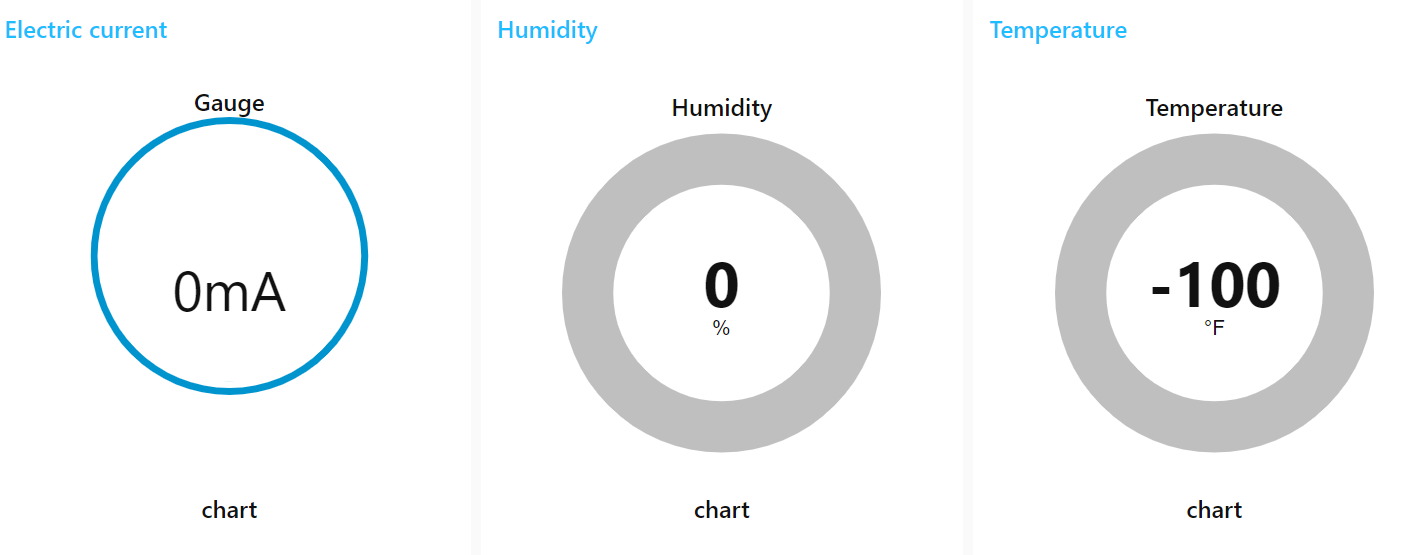 Electric current
Gauge
0mA
chart
Humidity
Humidity
0
%
chart
Temperature
Temperature
-100
°F
chart